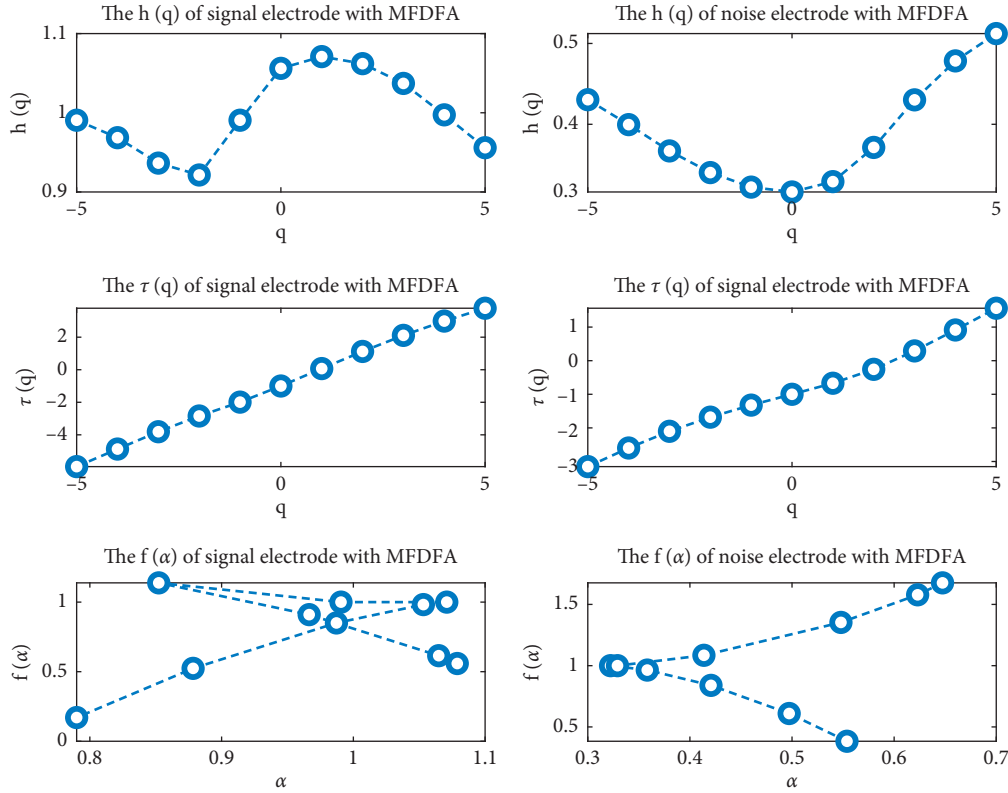 The h (q) of signal electrode with MFDFA
1.1
1
0.9
h (q)
−5
0
5
q
The h (q) of noise electrode with MFDFA
0.5
0.4
0.3
h (q)
−5
0
5
q
The τ (q) of signal electrode with MFDFA
2
0
−2
−4
τ (q)
−5
0
5
q
The τ (q) of signal electrode with MFDFA
1
0
−1
−2
−3
τ (q)
−5
0
5
q
The f (α) of signal electrode with MFDFA
1
0.5
0
f (α)
0.8
0.9
1
1.1
α
The f (α) of noise electrode with MFDFA
1.5
1
0.5
f (α)
0.3
0.4
0.5
0.6
0.7
α